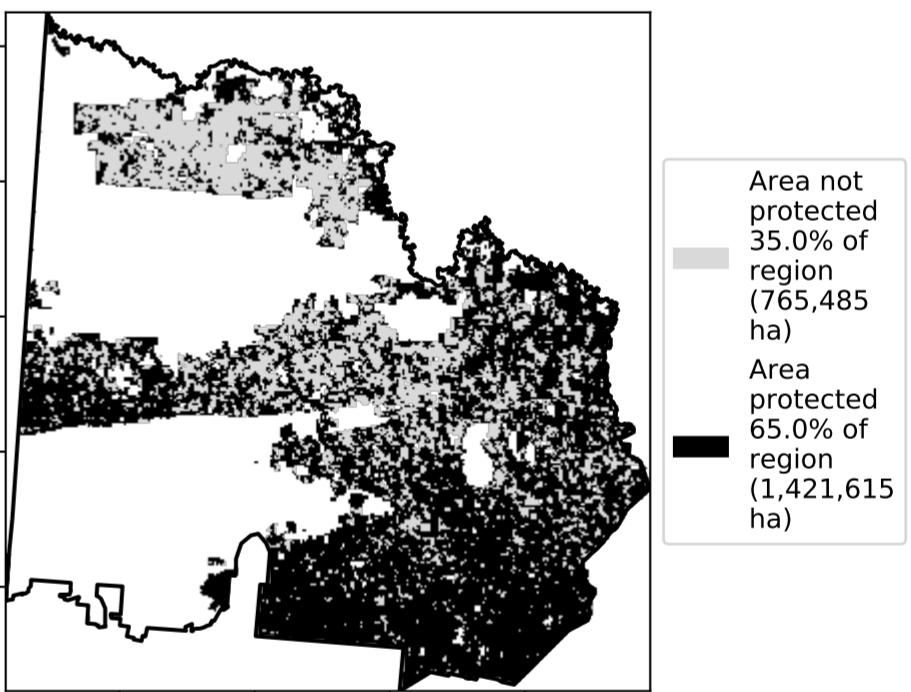 Area not
protected
35.0% of
region
(765,485
ha)
Area
protected
65.0% of
region
(1,421,615
ha)